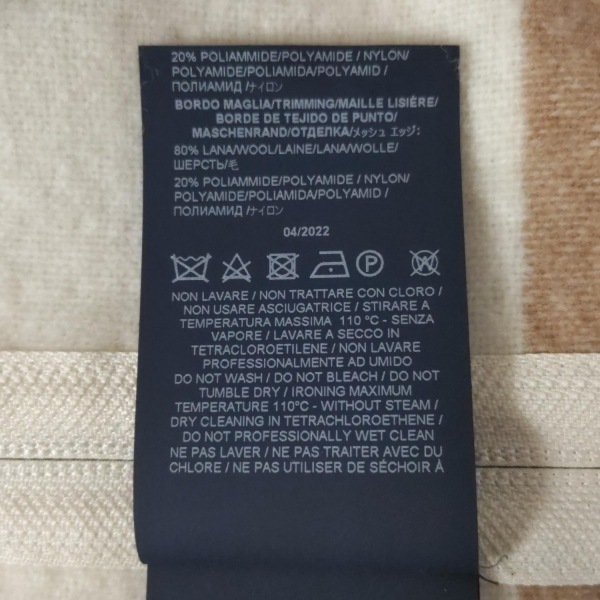 20% POLIAMMIDE/POLYAMIDE / NYLON/
POLYAMIDE/POLIAMIDA/POLYAMID /
ПОЛИАМИД /ナイロン
BORDO MAGLIA/TRIMMING/MAILLE LISIÈRE/
BORDE DE TEJIDO DE PUNTO/
MASCHENRAND/ОТДЕЛКА/メッシュ エッジ:
80% LANA/WOOL/LAINE/LANA/WOLLE/
ШЕРСТЬ/毛
20% POLIAMMIDE/POLYAMIDE / NYLON/
POLYAMIDE/POLIAMIDA/POLYAMID /
ПОЛИАМИД /ナイロン
04/2022
P W
NON LAVARE / NON TRATTARE CON CLORO /
NON USARE ASCIUGATRICE / STIRARE A
TEMPERATURA MASSIMA 110 °C - SENZA
VAPORE / LAVARE A SECCO IN
TETRACLOROETILENE / NON LAVARE
PROFESSIONALMENTE AD UMIDO
DO NOT WASH / DO NOT BLEACH / DO NOT
TUMBLE DRY / IRONING MAXIMUM
TEMPERATURE 110°C - WITHOUT STEAM /
DRY CLEANING IN TETRACHLOROETHENE /
DO NOT PROFESSIONALLY WET CLEAN
NE PAS LAVER / NE PAS TRAITER AVEC DU
CHLORE / NE PAS UTILISER DE SÉCHOIR À